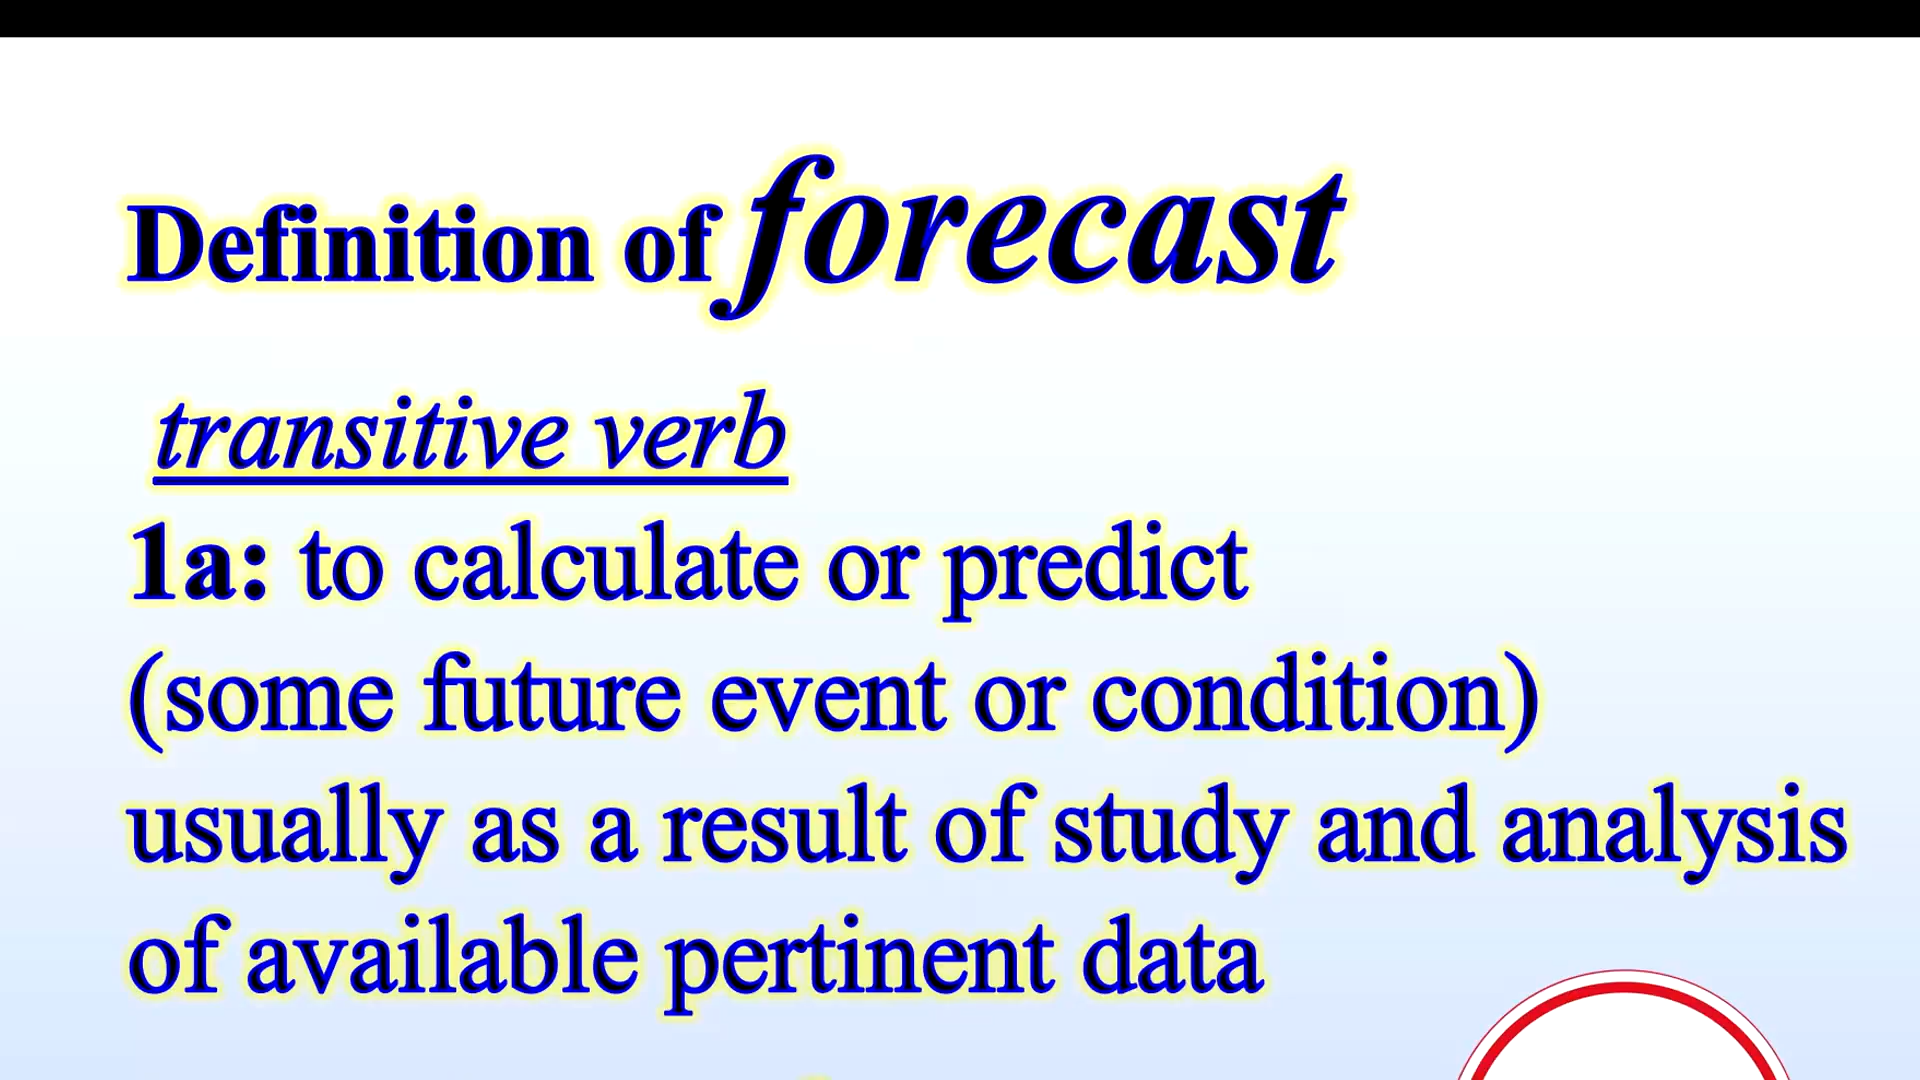 Definition of forecast
transitive verb
1a: to calculate or predict
(some future event or condition)
usually as a result of study and analysis
of available pertinent data